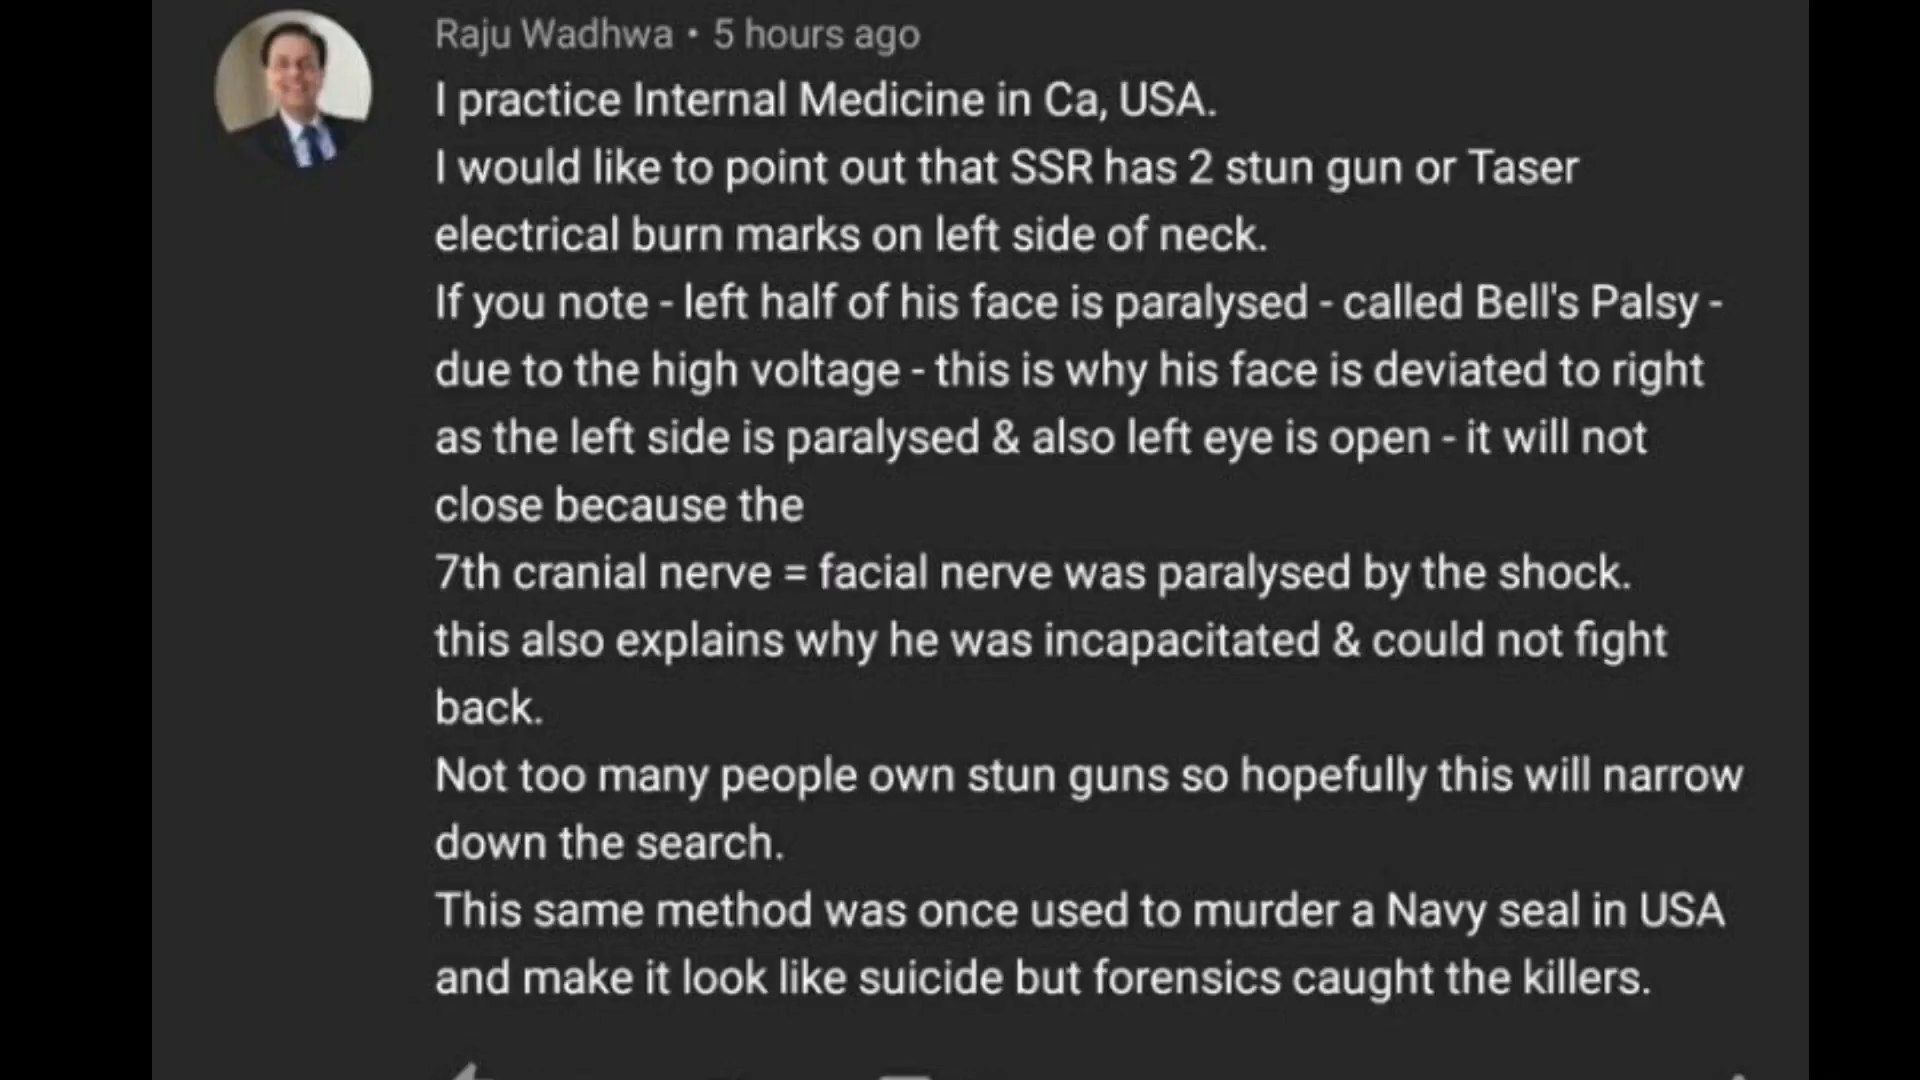 Raju Wadhwa • 5 hours ago
I practice Internal Medicine in Ca, USA.
I would like to point out that SSR has 2 stun gun or Taser
electrical burn marks on left side of neck.
If you note - left half of his face is paralysed - called Bell's Palsy -
due to the high voltage - this is why his face is deviated to right
as the left side is paralysed & also left eye is open - it will not
close because the
7th cranial nerve = facial nerve was paralysed by the shock.
this also explains why he was incapacitated & could not fight
back.
Not too many people own stun guns so hopefully this will narrow
down the search.
This same method was once used to murder a Navy seal in USA
and make it look like suicide but forensics caught the killers.